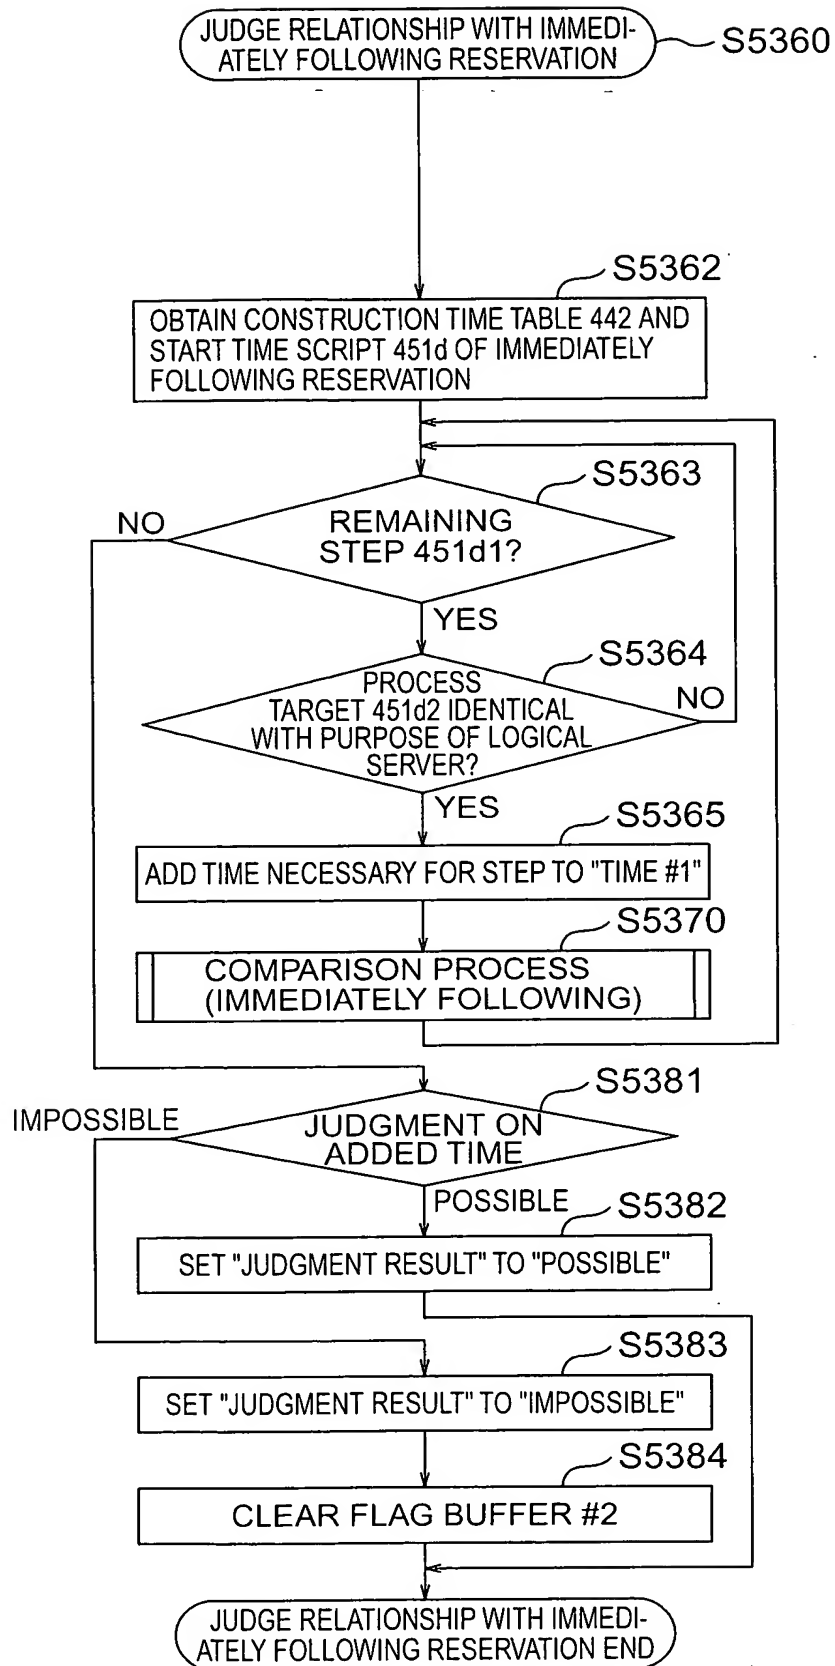 JUDGE RELATIONSHIP WITH IMMEDI-
ATELY FOLLOWING RESERVATION
S5360
S5362
OBTAIN CONSTRUCTION TIME TABLE 442 AND
START TIME SCRIPT 451d OF IMMEDIATELY
FOLLOWING RESERVATION
S5363
NO
REMAINING
STEP 451d1?
YES
S5364
PROCESS
TARGET 451d2 IDENTICAL
WITH PURPOSE OF LOGICAL
SERVER?
NO
YES
S5365
ADD TIME NECESSARY FOR STEP TO "TIME #1"
S5370
COMPARISON PROCESS
(IMMEDIATELY FOLLOWING)
S5381
IMPOSSIBLE
JUDGMENT ON
ADDED TIME
POSSIBLE
S5382
SET "JUDGMENT RESULT" TO "POSSIBLE"
S5383
SET "JUDGMENT RESULT" TO "IMPOSSIBLE"
S5384
CLEAR FLAG BUFFER #2
JUDGE RELATIONSHIP WITH IMMEDI-
ATELY FOLLOWING RESERVATION END